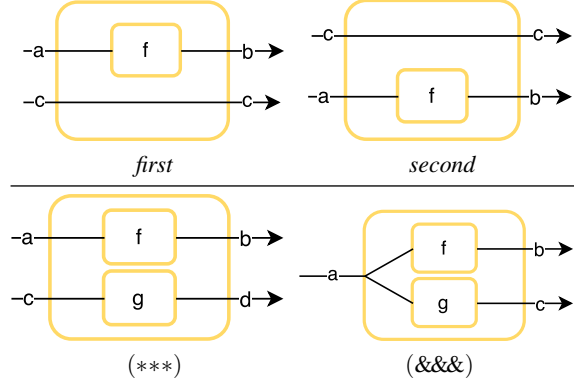 a f b
c c
first
c c
a f b
second
a f b
c g d
(***)
a f b
g c
(&&&)